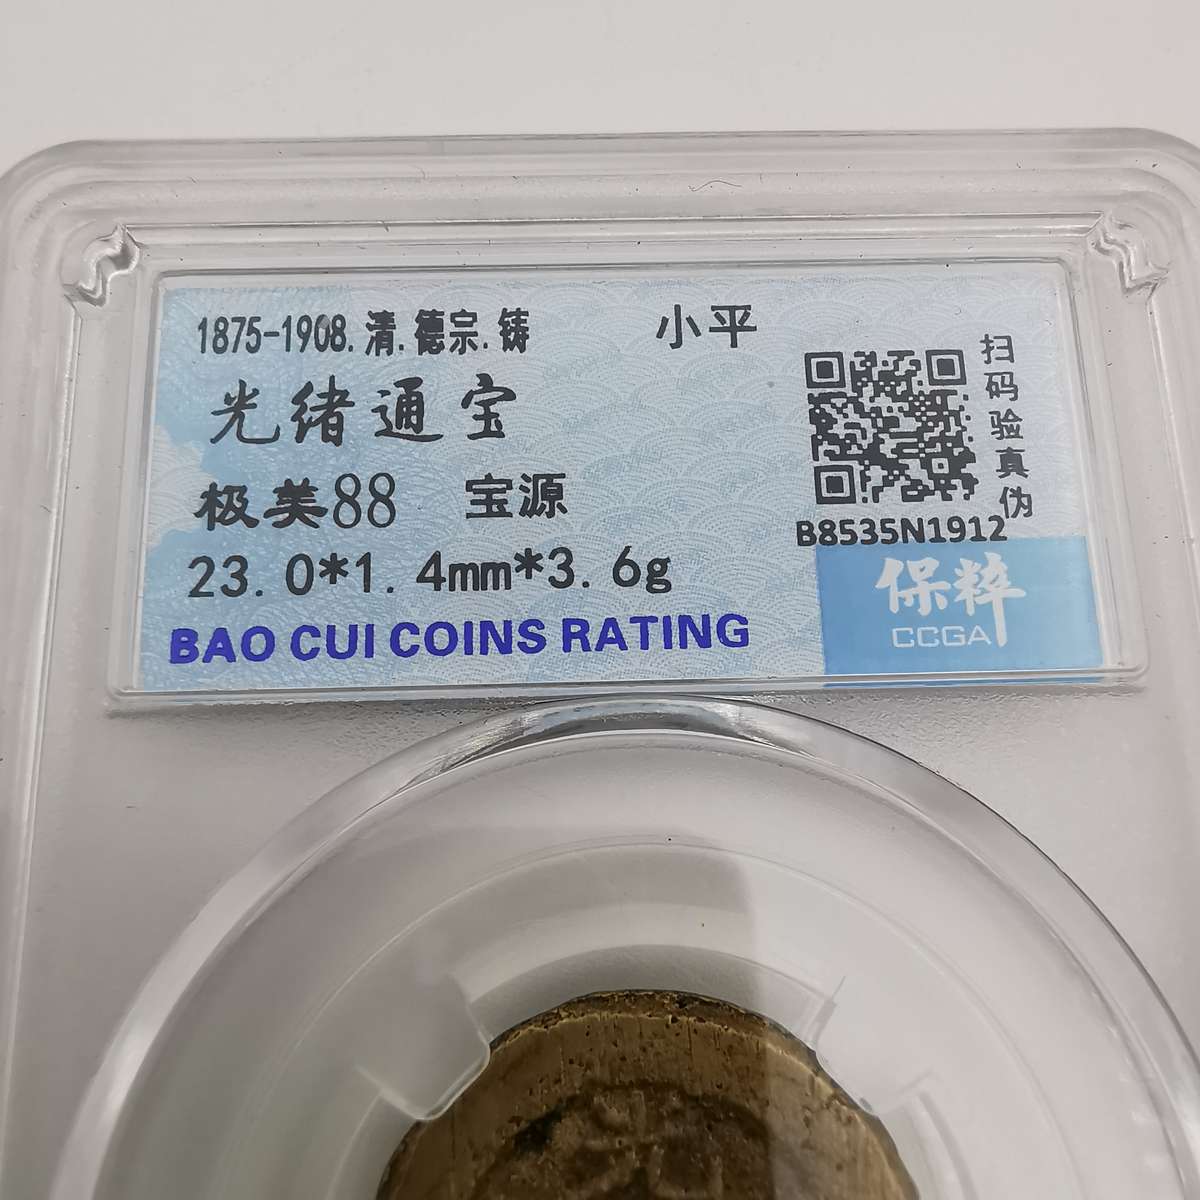 1875-1908.清.德宗.铸 小平
光绪通宝
极美88 宝源
23.0*1.4mm*3.6g
BAO CUI COINS RATING
扫码验真伪
B8535N1912
保粹
CCGA